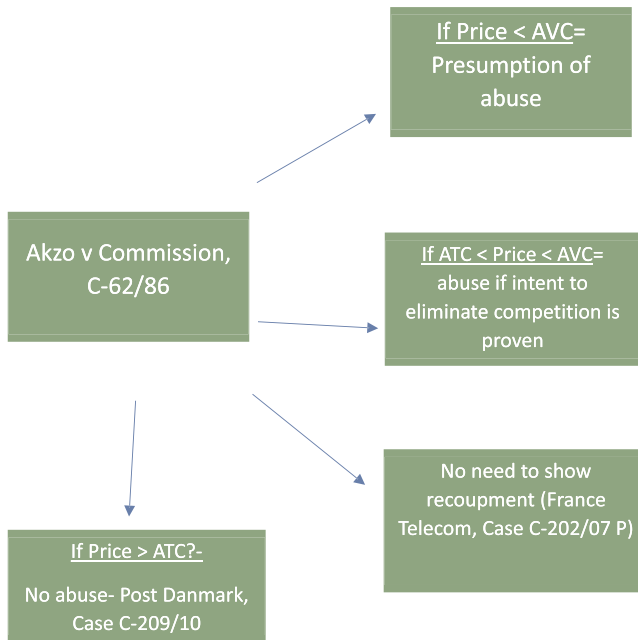 If Price < AVC=
Presumption of
abuse
Akzo v Commission,
C-62/86
If ATC < Price < AVC=
abuse if intent to
eliminate competition is
proven
No need to show
recoupment (France
Telecom, Case C-202/07 P)
If Price > ATC?-
No abuse- Post Danmark,
Case C-209/10